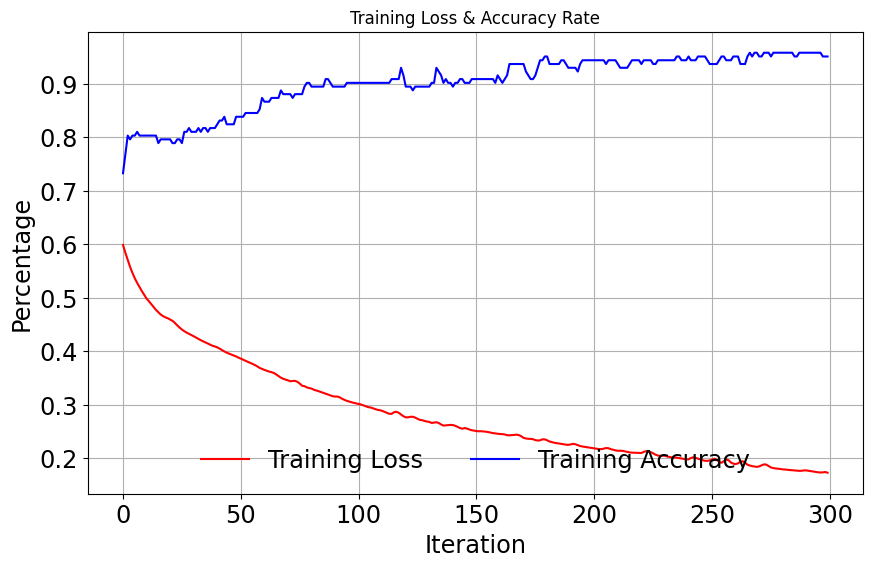 Training Loss & Accuracy Rate
0.9
0.8
0.7
0.6
0.5
0.4
0.3
0.2
Percentage
Training Loss Training Accuracy
0 50 100 150 200 250 300
Iteration